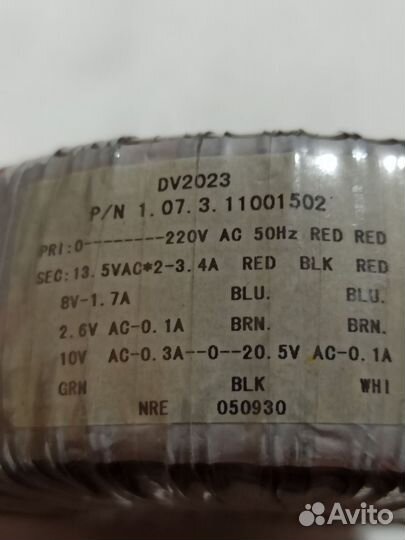 DV2023
P/N 1.07.3.11001502
PRI:0--------220V AC 50Hz RED RED
SEC:13.5VAC*2-3.4A RED BLK RED
8V-1.7A BLU. BLU.
2.6V AC-0.1A BRN. BRN.
10V AC-0.3A--0--20.5V AC-0.1A
GRN BLK WHI
NRE 050930
Avito